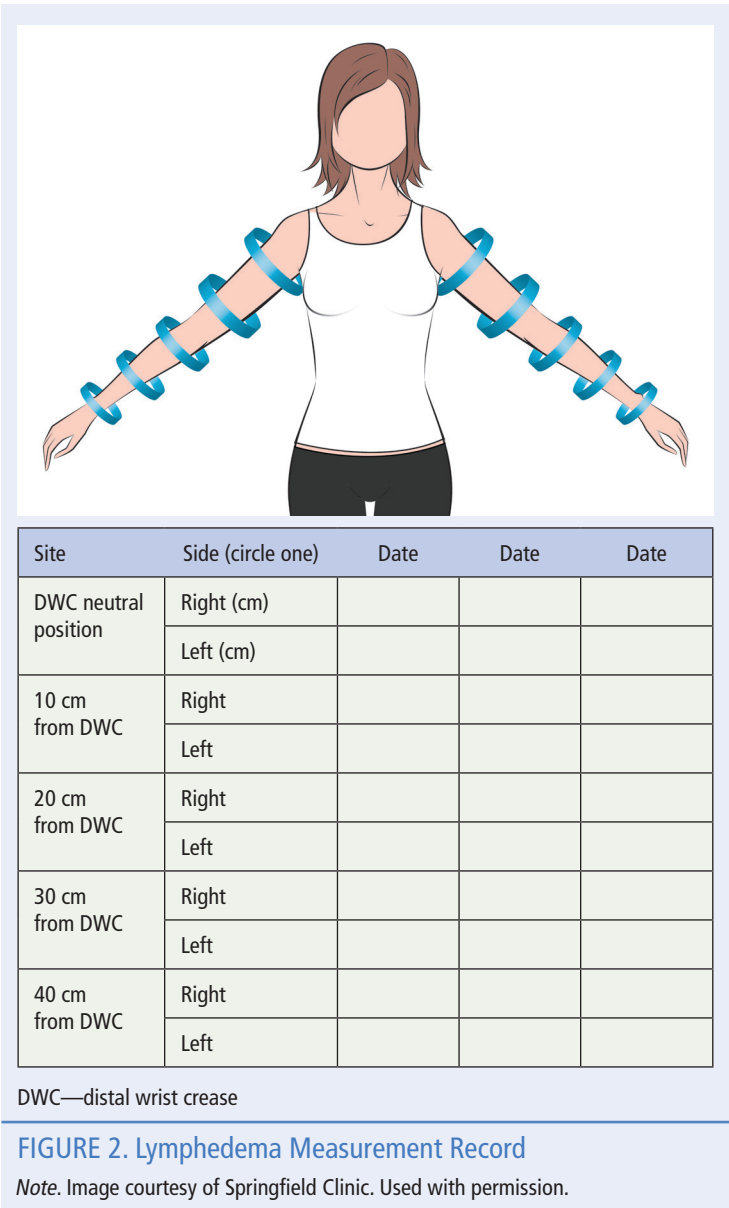 Site Side (circle one) Date Date Date
DWC neutral
position
Right (cm)
Left (cm)
10 cm
from DWC
Right
Left
20 cm
from DWC
Right
Left
30 cm
from DWC
Right
Left
40 cm
from DWC
Right
Left
DWC—distal wrist crease
FIGURE 2. Lymphedema Measurement Record
Note. Image courtesy of Springfield Clinic. Used with permission.